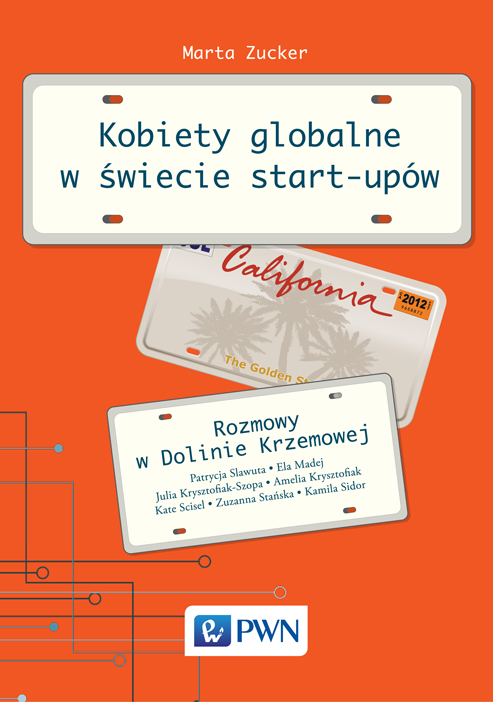 Marta Zucker
Kobiety globalne
w świecie start-upów
California
2012
The Golden
Rozmowy
w Dolinie Krzemowej
Patrycja Slawuta • Ela Madej
Julia Krysztofiak-Szopa • Amelia Krysztofiak
Kate Scisel • Zuzanna Stańska • Kamila Sidor
PWN